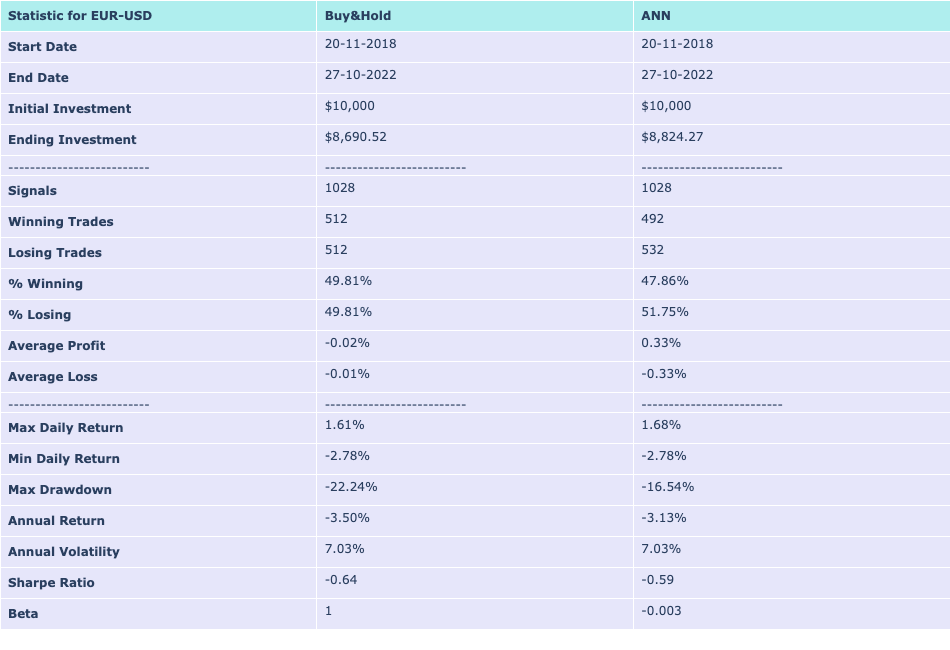 Statistic for EUR-USD Buy&Hold ANN
Start Date 20-11-2018 20-11-2018
End Date 27-10-2022 27-10-2022
Initial Investment $10,000 $10,000
Ending Investment $8,690.52 $8,824.27
-------------------------- -------------------------- --------------------------
Signals 1028 1028
Winning Trades 512 492
Losing Trades 512 532
% Winning 49.81% 47.86%
% Losing 49.81% 51.75%
Average Profit -0.02% 0.33%
Average Loss -0.01% -0.33%
-------------------------- -------------------------- --------------------------
Max Daily Return 1.61% 1.68%
Min Daily Return -2.78% -2.78%
Max Drawdown -22.24% -16.54%
Annual Return -3.50% -3.13%
Annual Volatility 7.03% 7.03%
Sharpe Ratio -0.64 -0.59
Beta 1 -0.003